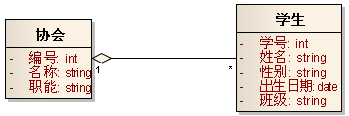 协会
- 编号: int
- 名称: string
- 职能: string
1
*
学生
- 学号: int
- 姓名: string
- 性别: string
- 出生日期: date
- 班级: string